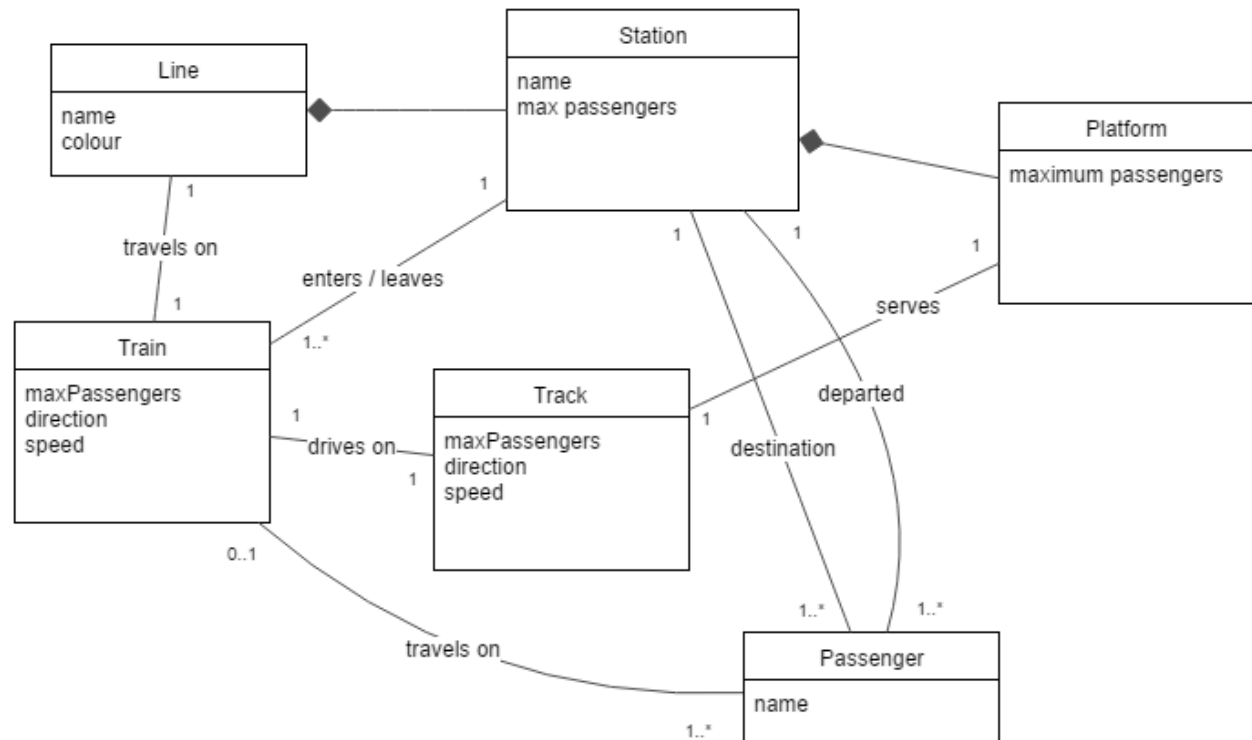 Station
name
max passengers
Line
name
colour
Platform
maximum passengers
1
1
travels on
1
1
1
1
enters / leaves
serves
1..*
Train
maxPassengers
direction
speed
1
drives on
1
Track
maxPassengers
direction
speed
1
departed
destination
0..1
travels on
1..*
1..*
1..*
Passenger
name